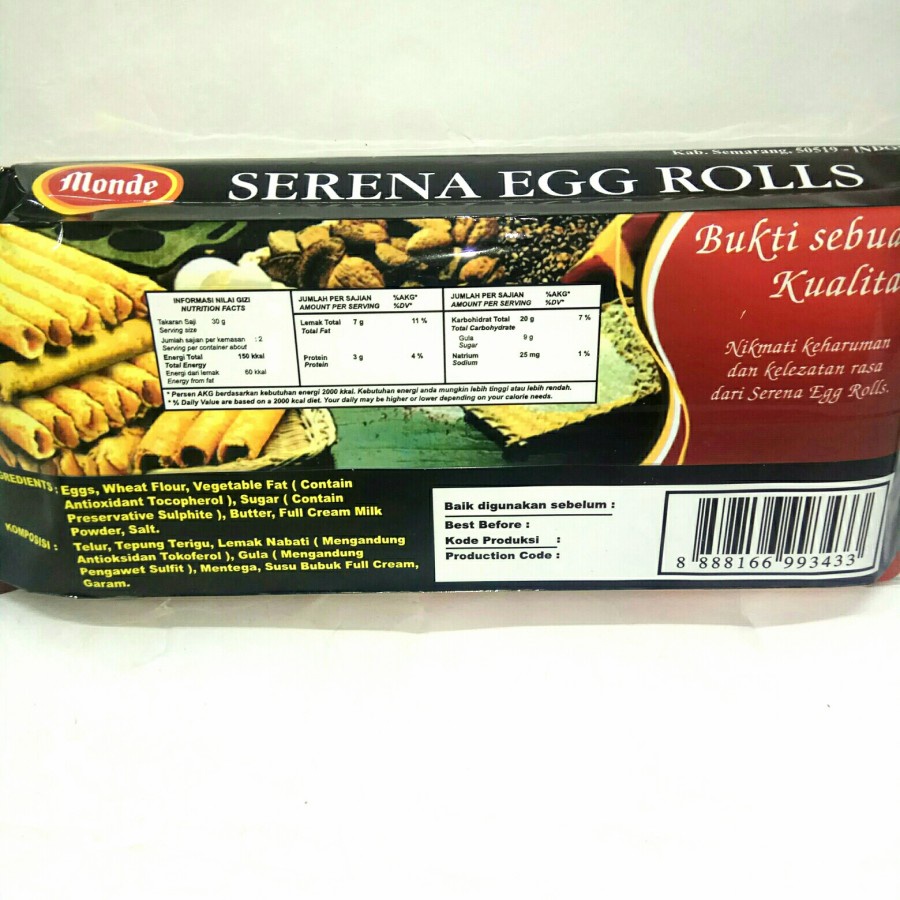 Kab. Semarang, 50519 - INDO
Monde
SERENA EGG ROLLS
Bukti sebua
Kualita
Nikmati keharuman
dan kelezatan rasa
dari Serena Egg Rolls.
INFORMASI NILAI GIZI
NUTRITION FACTS
Takaran Saji 30 g
Serving size
Jumlah sajian per kemasan : 2
Serving per container about
Energi Total 150 kkal
Total Energy
Energi dari lemak 60 kkal
Energy from fat
JUMLAH PER SAJIAN %AKG*
AMOUNT PER SERVING %DV*
Lemak Total 7 g 11 %
Total Fat
Protein 3 g 4 %
Protein
JUMLAH PER SAJIAN %AKG*
AMOUNT PER SERVING %DV*
Karbohidrat Total 20 g 7 %
Total Carbohydrate
Gula 9 g
Sugar
Natrium 25 mg 1 %
Sodium
* Persen AKG berdasarkan kebutuhan energi 2000 kkal. Kebutuhan energi anda mungkin lebih tinggi atau lebih rendah.
* % Daily Value are based on a 2000 kcal diet. Your daily may be higher or lower depending on your calorie needs.
GREDIENTS : Eggs, Wheat Flour, Vegetable Fat ( Contain
Antioxidant Tocopherol ), Sugar ( Contain
Preservative Sulphite ), Butter, Full Cream Milk
Powder, Salt.
KOMPOSISI : Telur, Tepung Terigu, Lemak Nabati ( Mengandung
Antioksidan Tokoferol ), Gula ( Mengandung
Pengawet Sulfit ), Mentega, Susu Bubuk Full Cream,
Garam.
Baik digunakan sebelum :
Best Before :
Kode Produksi :
Production Code :
8 888166 993433